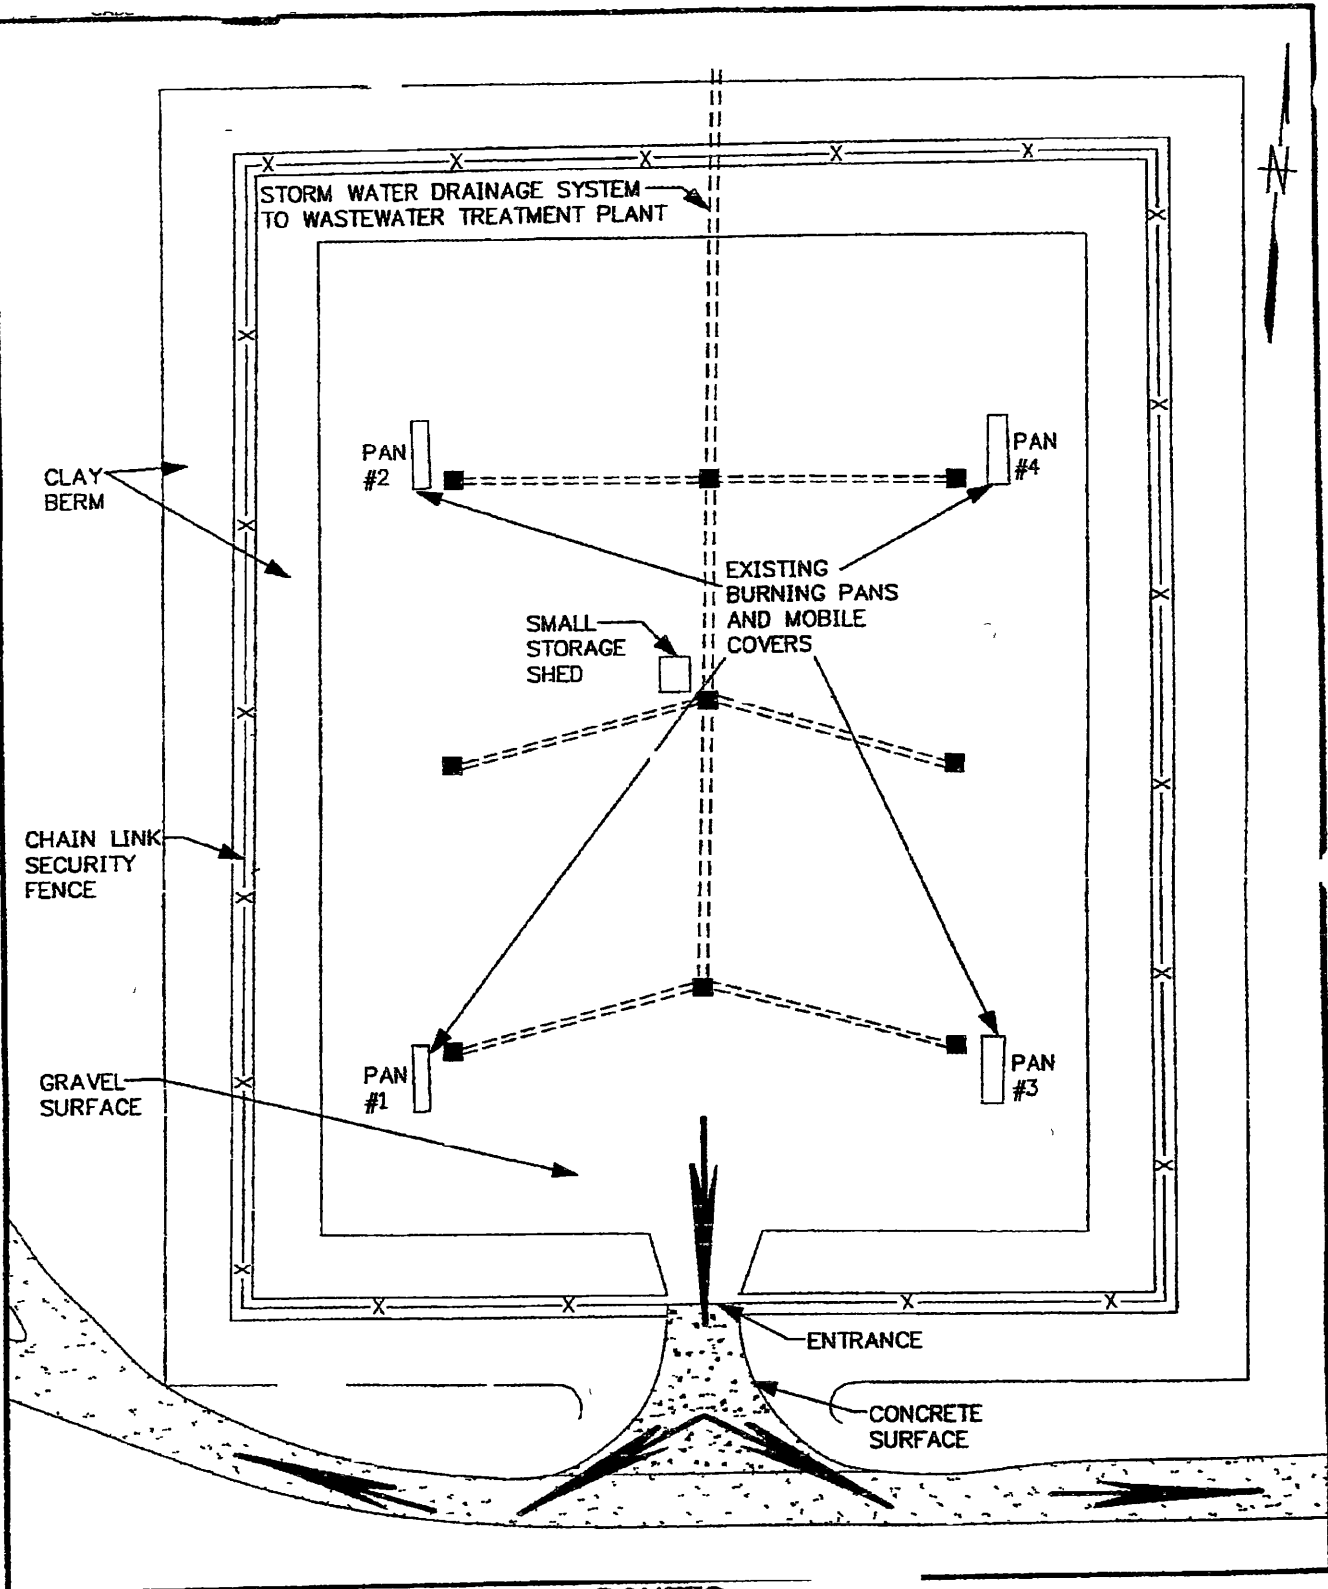 N
STORM WATER DRAINAGE SYSTEM
TO WASTEWATER TREATMENT PLANT
PAN
#2
PAN
#4
CLAY
BERM
EXISTING
BURNING PANS
AND MOBILE
COVERS
SMALL
STORAGE
SHED
CHAIN LINK
SECURITY
FENCE
PAN
#1
PAN
#3
GRAVEL
SURFACE
ENTRANCE
CONCRETE
SURFACE